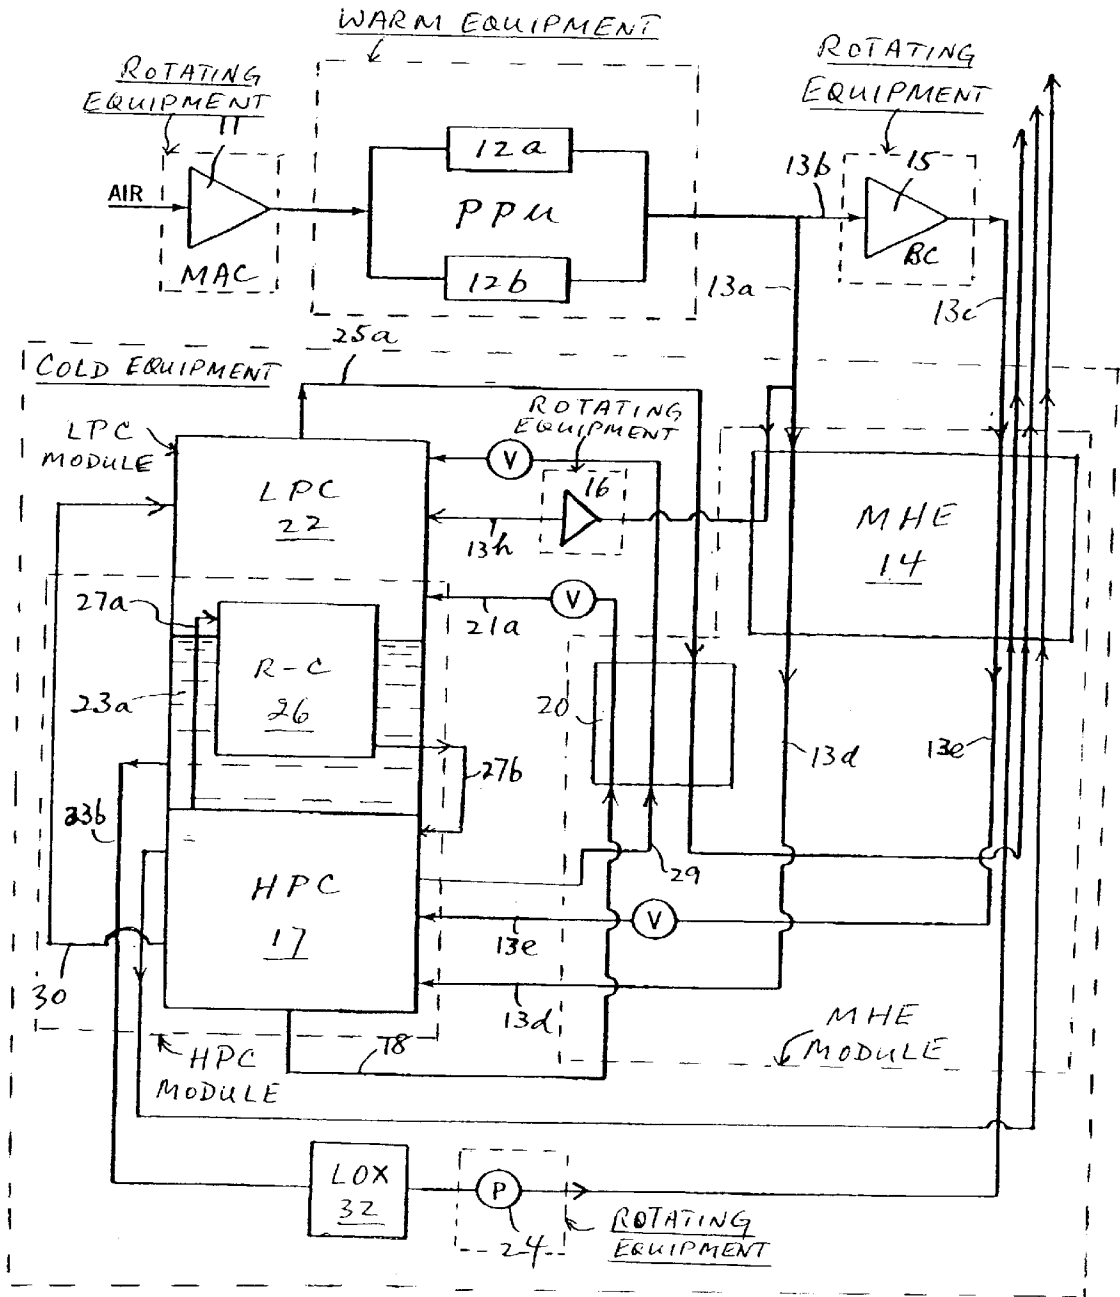 WARM EQUIPMENT
ROTATING
EQUIPMENT
11
ROTATING
EQUIPMENT
12a
PPU
12b
AIR
MAC
13b
15
BC
13a
13c
25a
COLD EQUIPMENT
LPC
MODULE
ROTATING
EQUIPMENT
V
16
LPC
22
13h
MHE
14
27a
V
21a
R-C
26
23a
20
27b
13d
13e
23b
29
HPC
17
V
13e
30
13d
MHE
MODULE
18
HPC
MODULE
LOX
32
P
24
ROTATING
EQUIPMENT